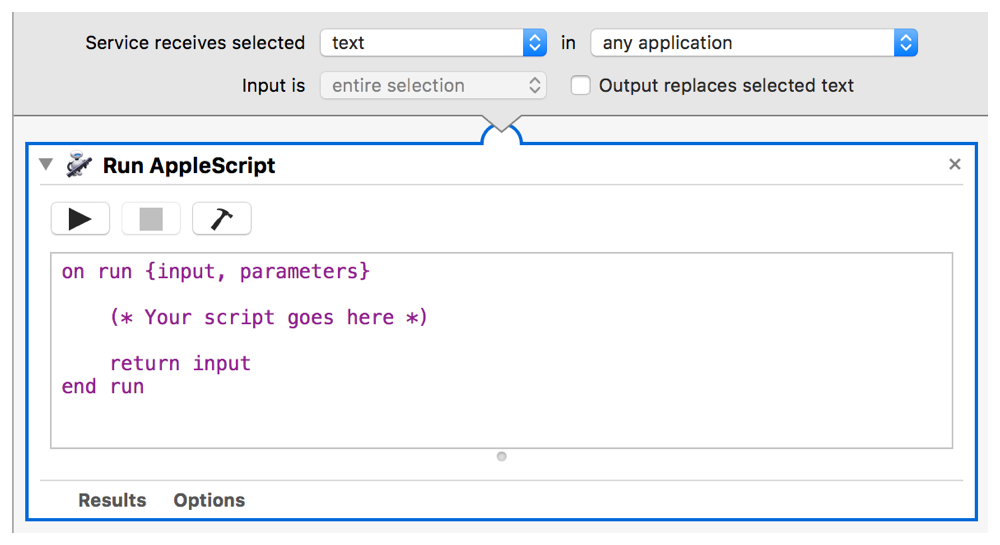 Service receives selected text in any application
Input is entire selection Output replaces selected text
Run AppleScript
on run {input, parameters}
(* Your script goes here *)
return input
end run
Results Options